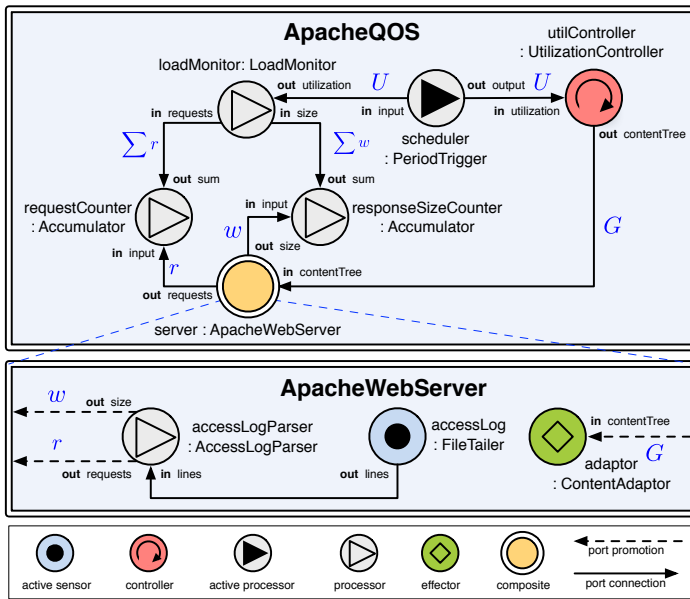 ApacheQOS
utilController
: UtilizationController
loadMonitor: LoadMonitor
out utilization
U
out output
U
in requests
in size
in input
in utilization
scheduler
: PeriodTrigger
out contentTree
∑ r
∑ w
out sum
out sum
requestCounter
: Accumulator
in input
responseSizeCounter
: Accumulator
w
out size
G
in input
r
in contentTree
out requests
server : ApacheWebServer
ApacheWebServer
w
out size
accessLogParser
: AccessLogParser
accessLog
: FileTailer
in contentTree
r
G
out requests
in lines
out lines
adaptor
: ContentAdaptor
port promotion
active sensor
controller
active processor
processor
effector
composite
port connection